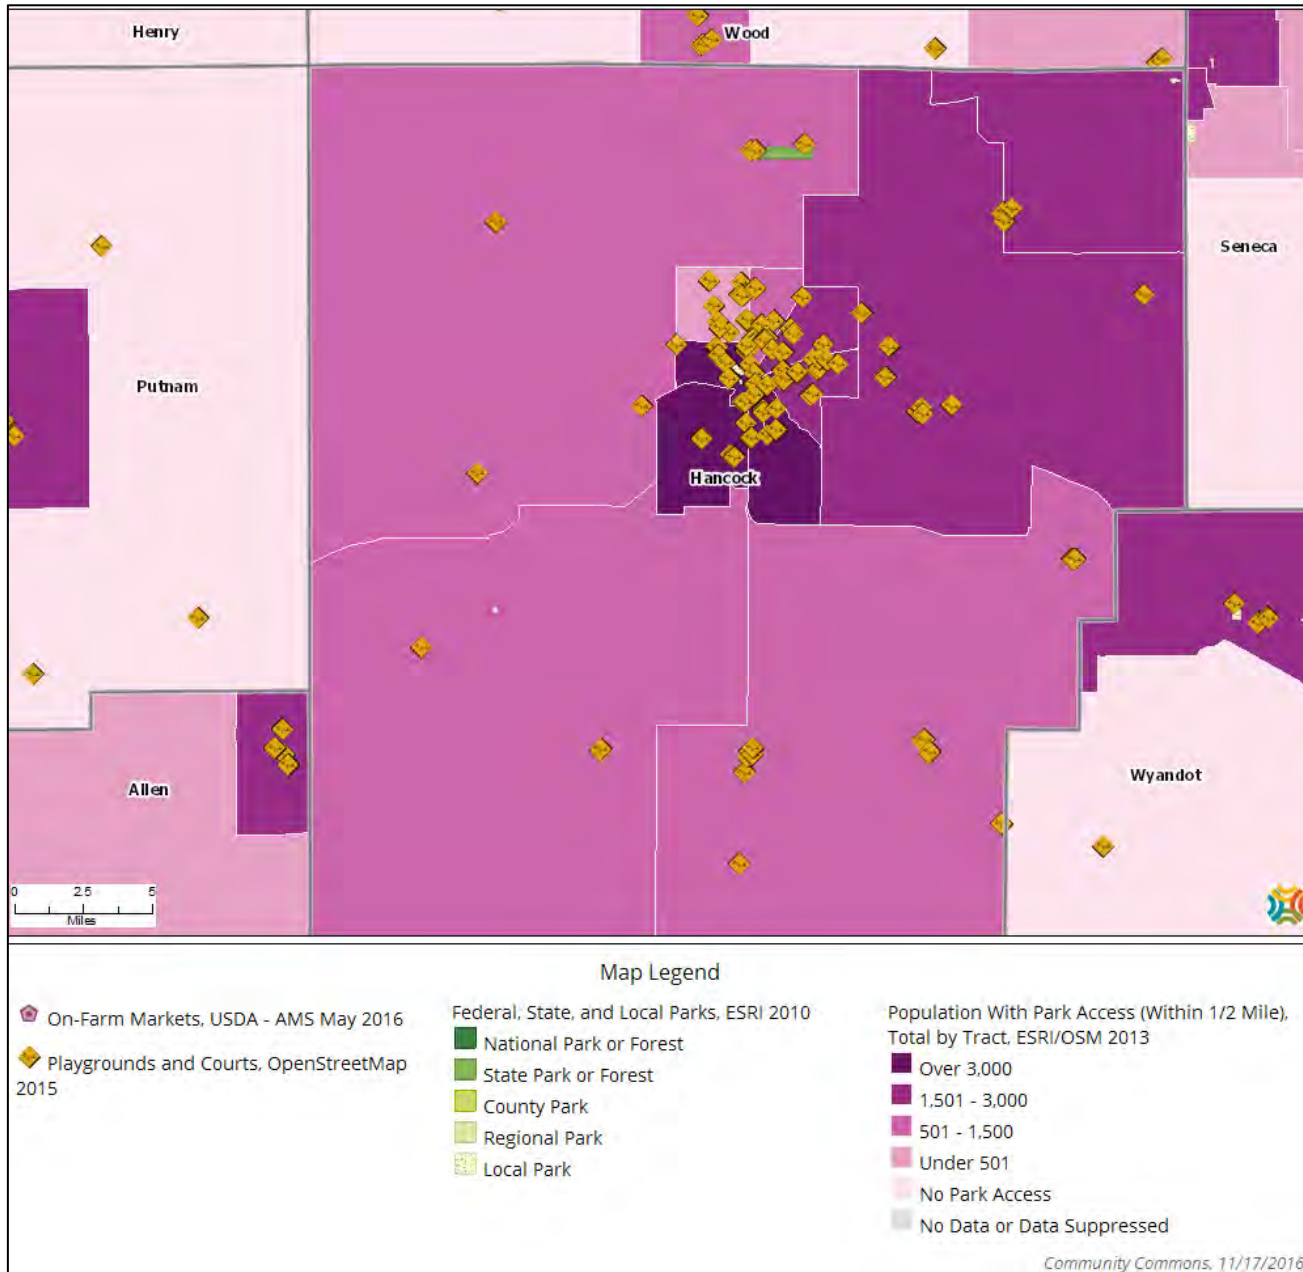 Henry
Wood
1
Seneca
Putnam
Hancock
Allen
Wyandot
0 2.5 5
Miles
Map Legend
On-Farm Markets, USDA - AMS May 2016
Playgrounds and Courts, OpenStreetMap
2015
Federal, State, and Local Parks, ESRI 2010
National Park or Forest
State Park or Forest
County Park
Regional Park
Local Park
Population With Park Access (Within 1/2 Mile),
Total by Tract, ESRI/OSM 2013
Over 3,000
1,501 - 3,000
501 - 1,500
Under 501
No Park Access
No Data or Data Suppressed
Community Commons, 11/17/2016